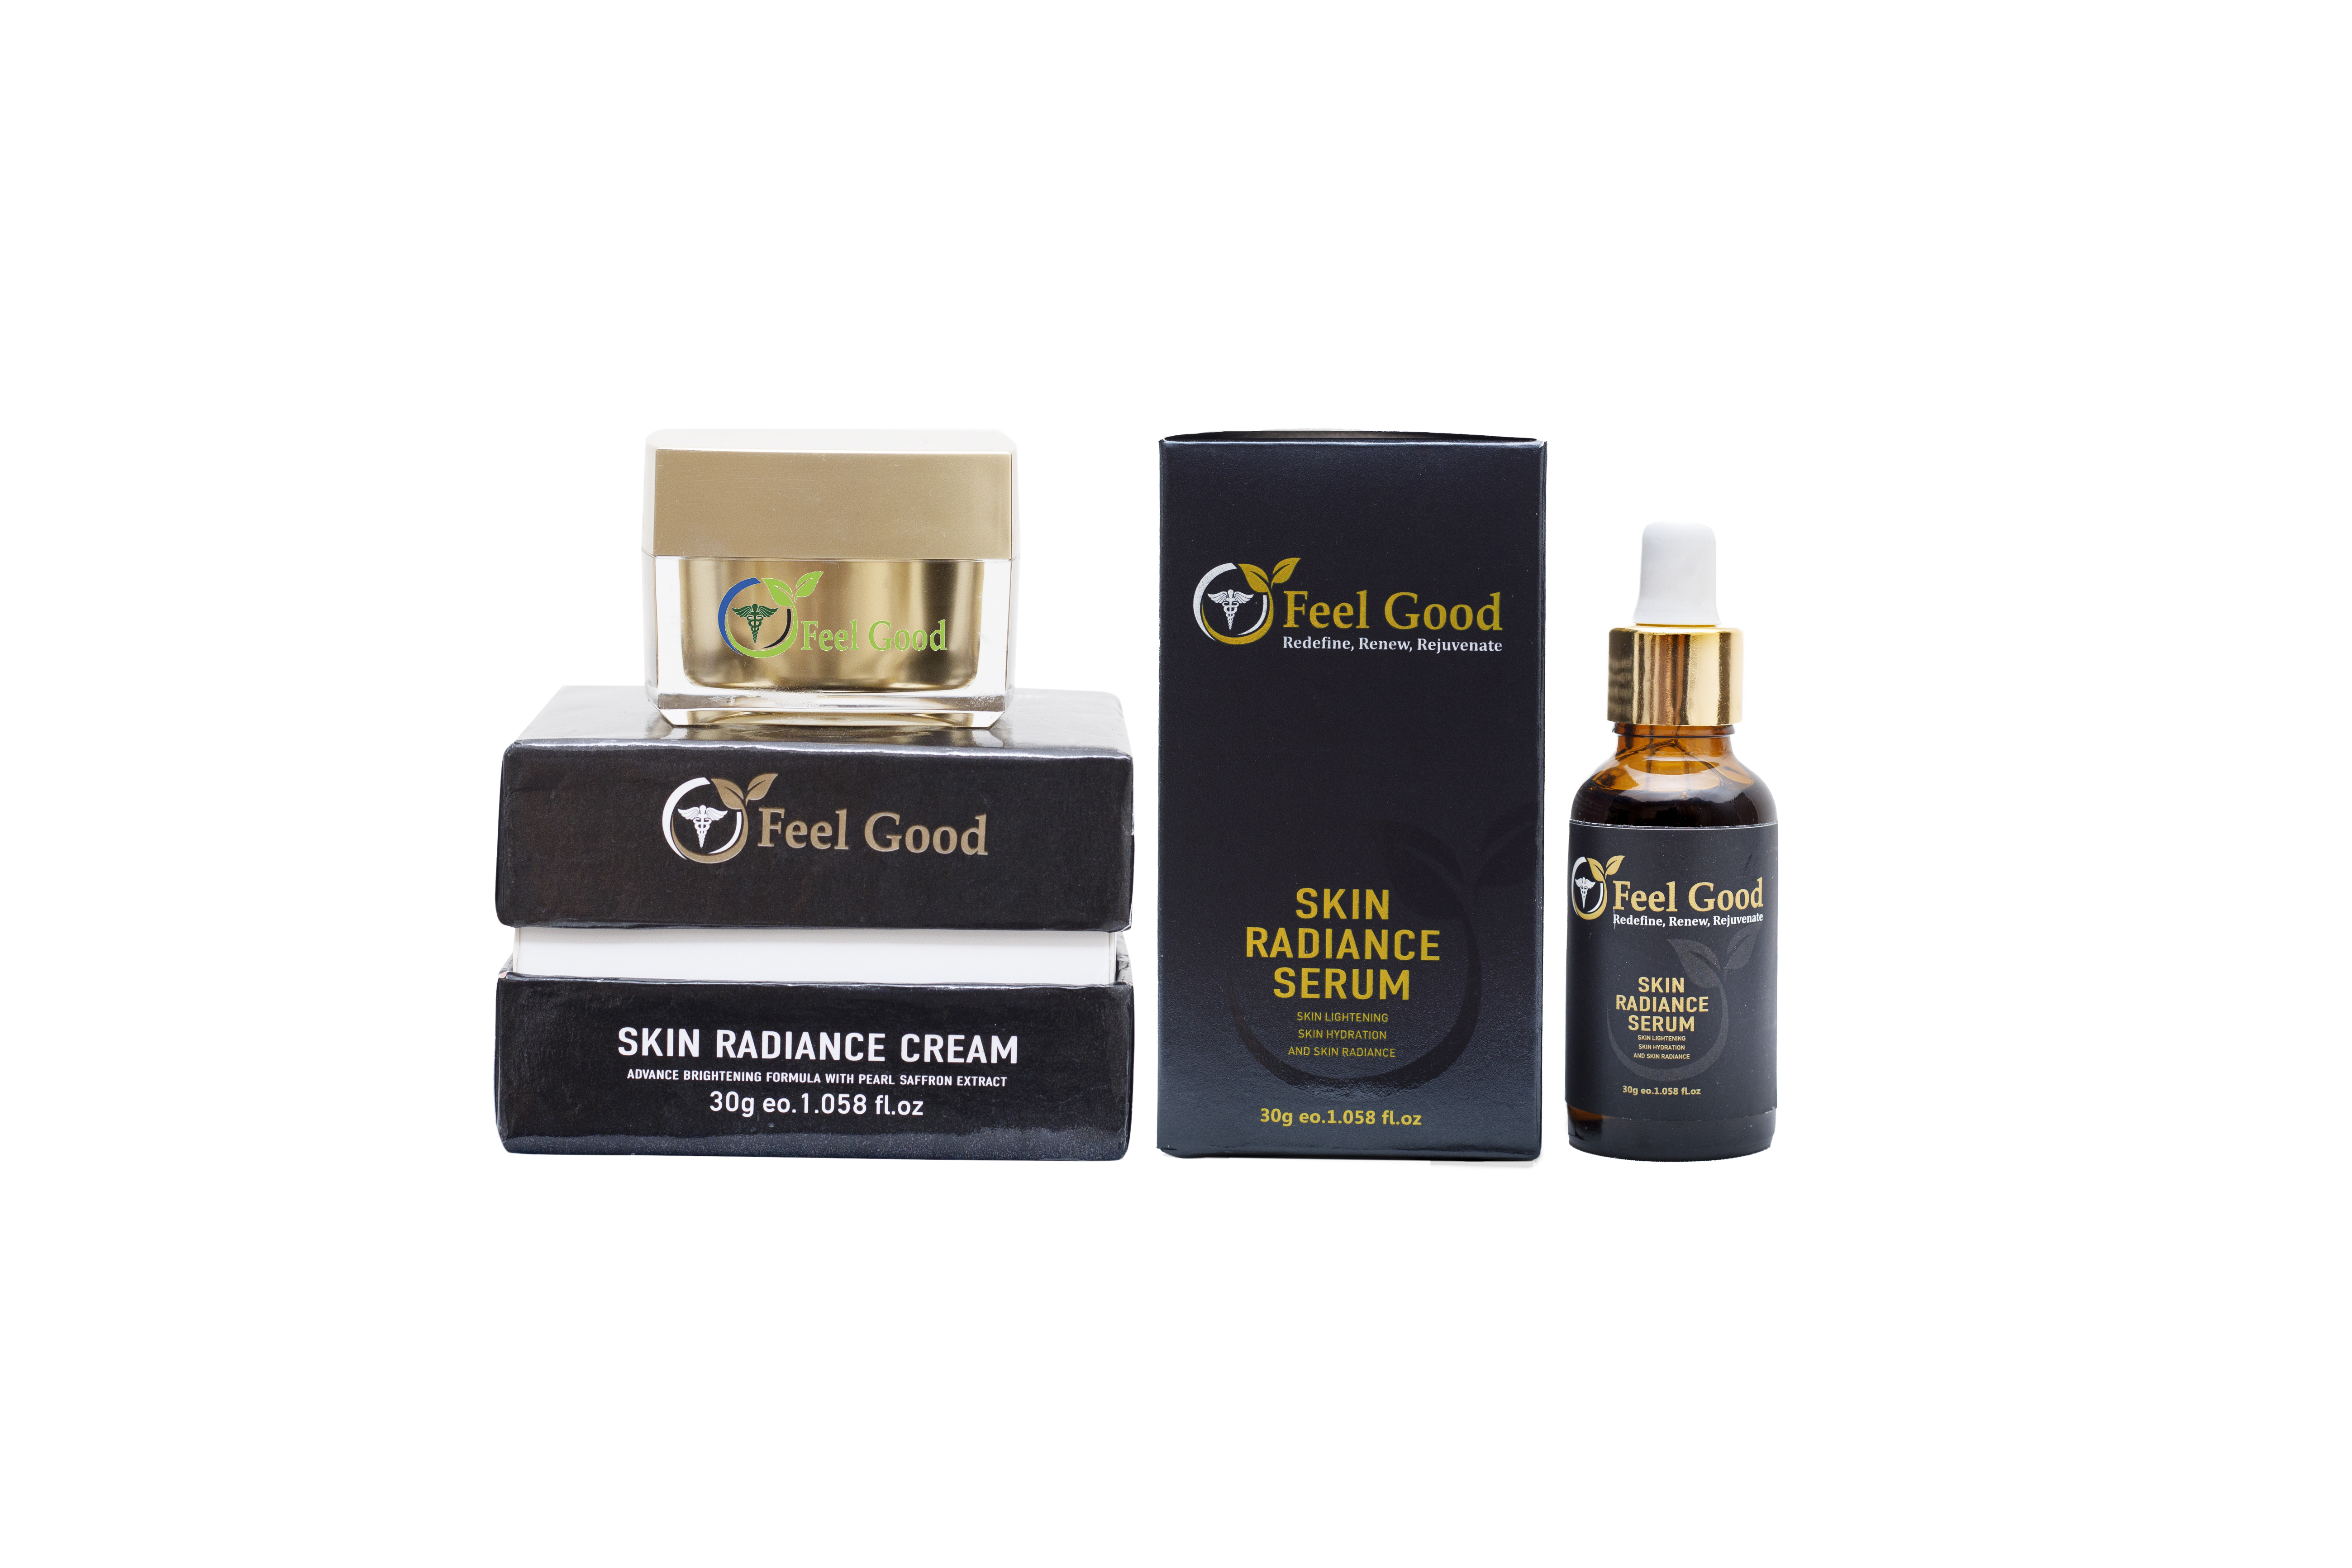 Feel Good
Feel Good
SKIN RADIANCE CREAM
ADVANCE BRIGHTENING FORMULA WITH PEARL SAFFRON EXTRACT
30g eo.1.058 fl.oz
Feel Good
Redefine, Renew, Rejuvenate
SKIN
RADIANCE
SERUM
SKIN LIGHTENING
SKIN HYDRATION
AND SKIN RADIANCE
30g eo.1.058 fl.oz
Feel Good
Redefine, Renew, Rejuvenate
SKIN
RADIANCE
SERUM
SKIN LIGHTENING
SKIN HYDRATION
AND SKIN RADIANCE
30g eo.1.058 fl.oz